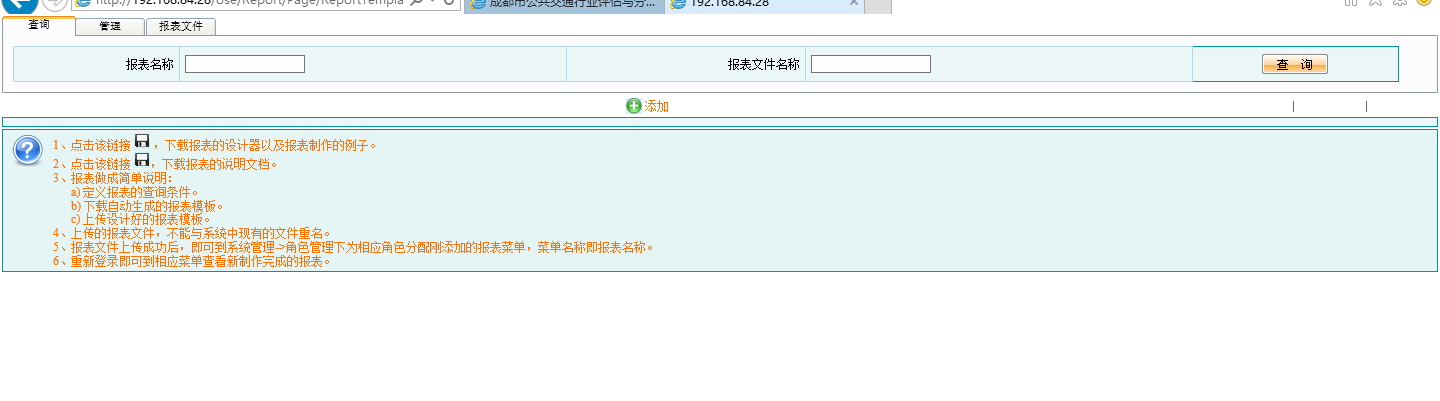 http://192.168.84.28/Use/Report/Page/ReportTempla
成都市公共交通行业评估与分...
192.168.84.28
查询 管理 报表文件
报表名称 报表文件名称 查 询
添加 | |
1、点击该链接 ，下载报表的设计器以及报表制作的例子。
2、点击该链接 ，下载报表的说明文档。
3、报表做成简单说明：
a) 定义报表的查询条件。
b) 下载自动生成的报表模板。
c) 上传设计好的报表模板。
4、上传的报表文件，不能与系统中现有的文件重名。
5、报表文件上传成功后，即可到系统管理->角色管理下为相应角色分配刚添加的报表菜单，菜单名称即报表名称。
6、重新登录即可到相应菜单查看新制作完成的报表。